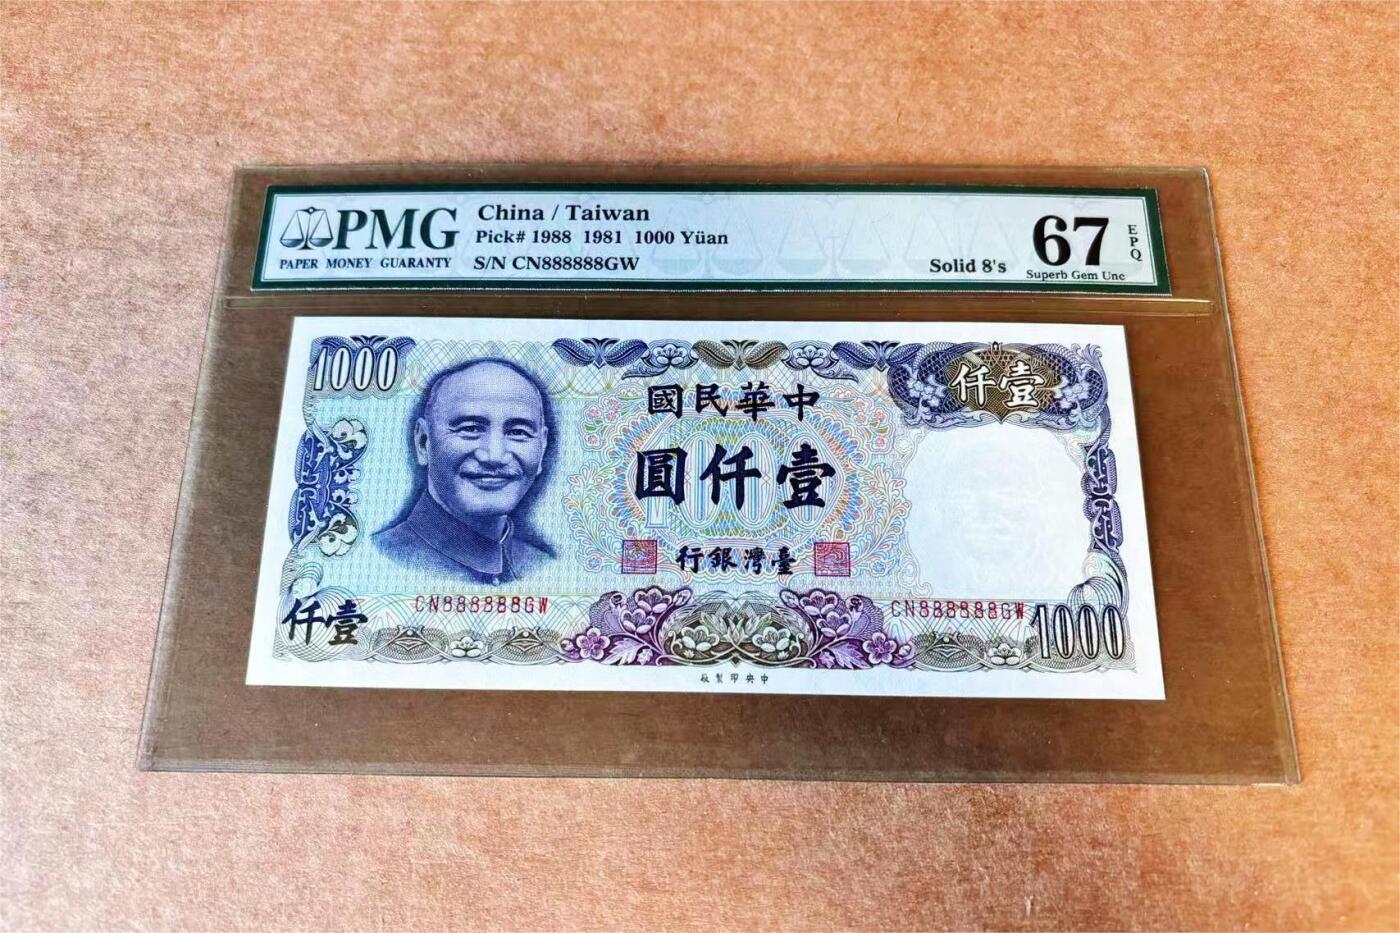 PMG
PAPER MONEY GUARANTY
China / Taiwan
Pick# 1988 1981 1000 Yüan
S/N CN888888GW
Solid 8's
67
EPQ
Superb Gem Unc
1000
仟壹
國民華中
圓仟壹
1000
行銀灣臺
CN888888GW
CN888888GW
仟壹
1000
廠製印央中